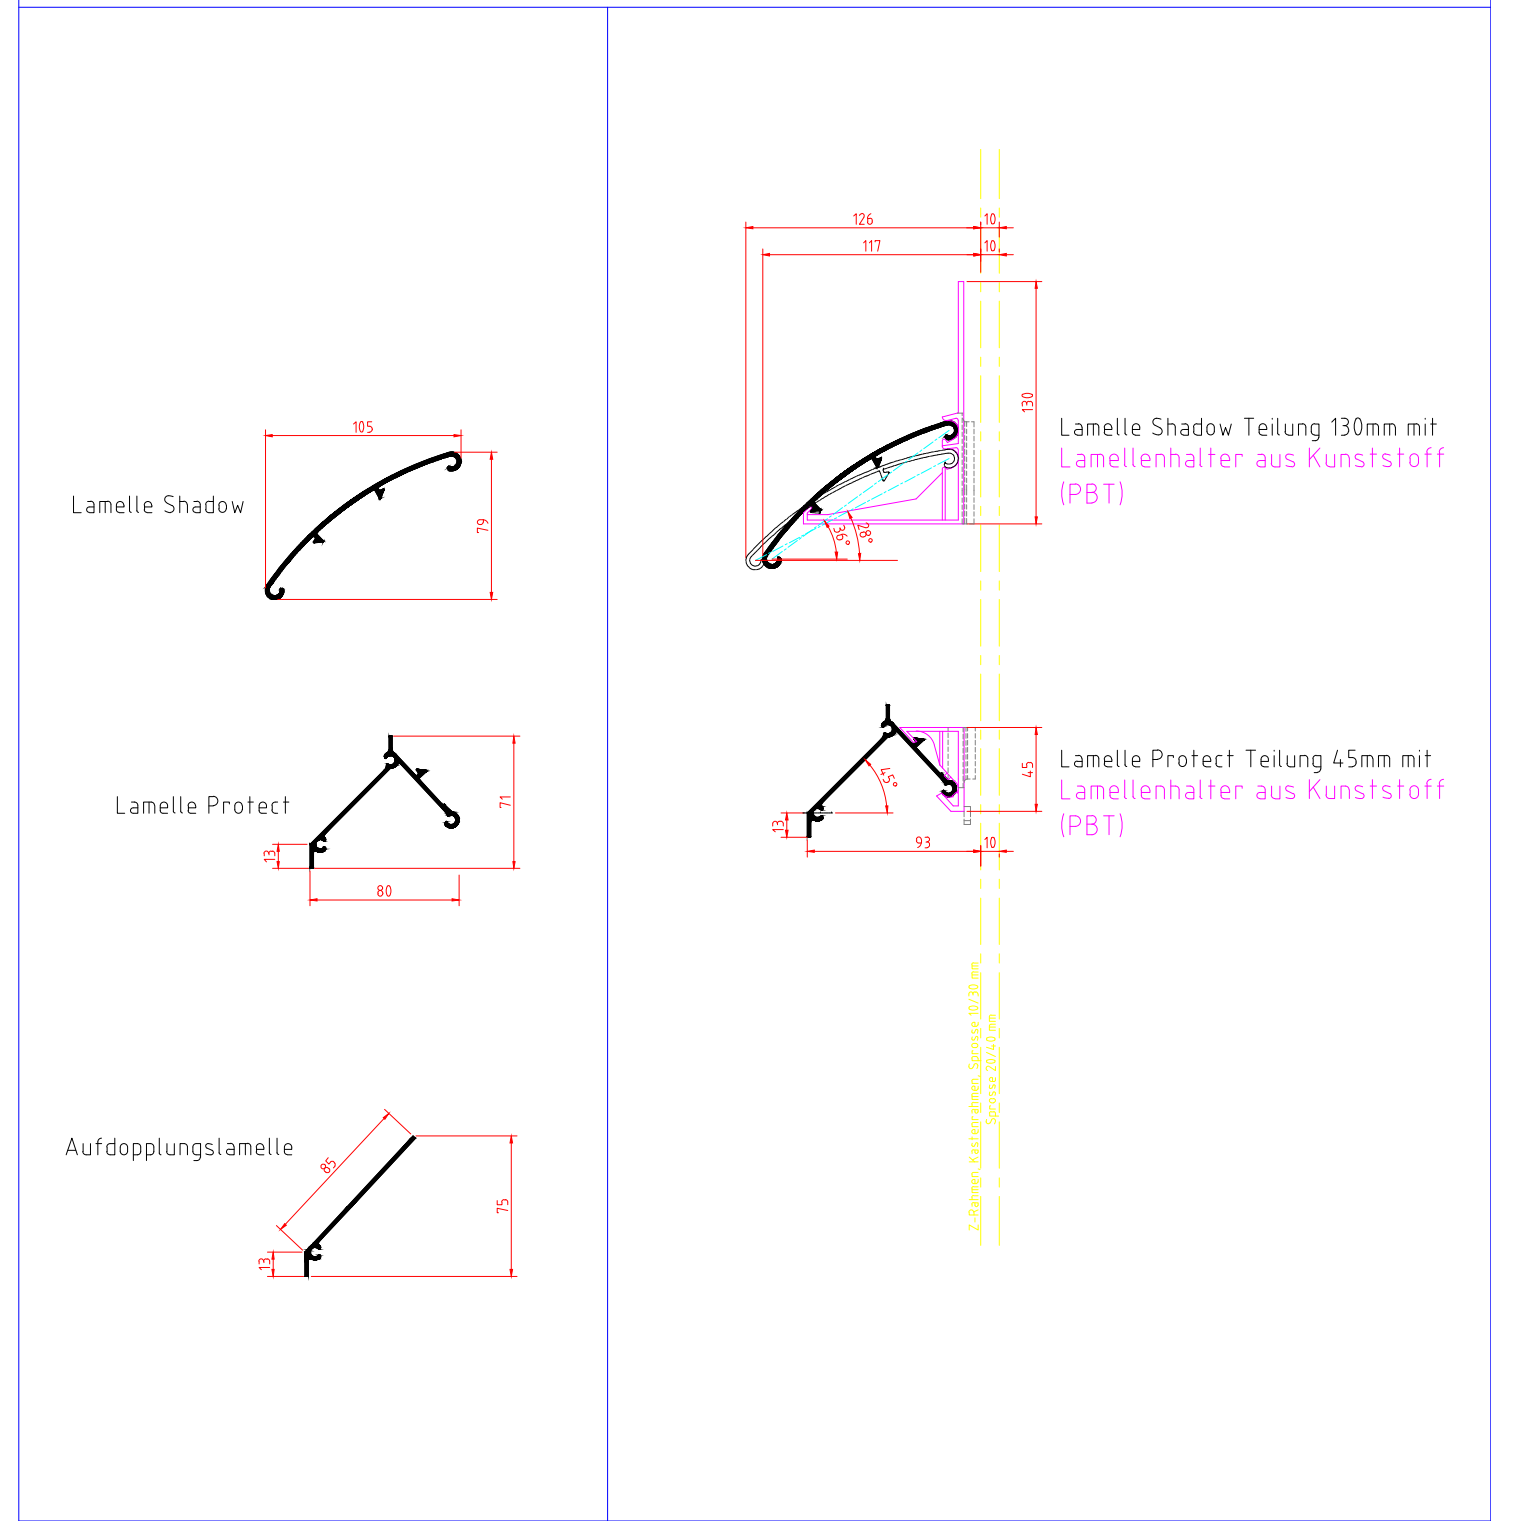 105
79
Lamelle Shadow
71
Lamelle Protect
13
80
Aufdopplungslamelle
85
75
13
126
10
117
10
130
Lamelle Shadow Teilung 130mm mit
Lamellenhalter aus Kunststoff
(PBT)
36°
28°
45
Lamelle Protect Teilung 45mm mit
Lamellenhalter aus Kunststoff
(PBT)
45°
13
93
10
Z-Rahmen, Kastenrahmen, Sprosse 10/30 mm
Sprosse 20/40 mm